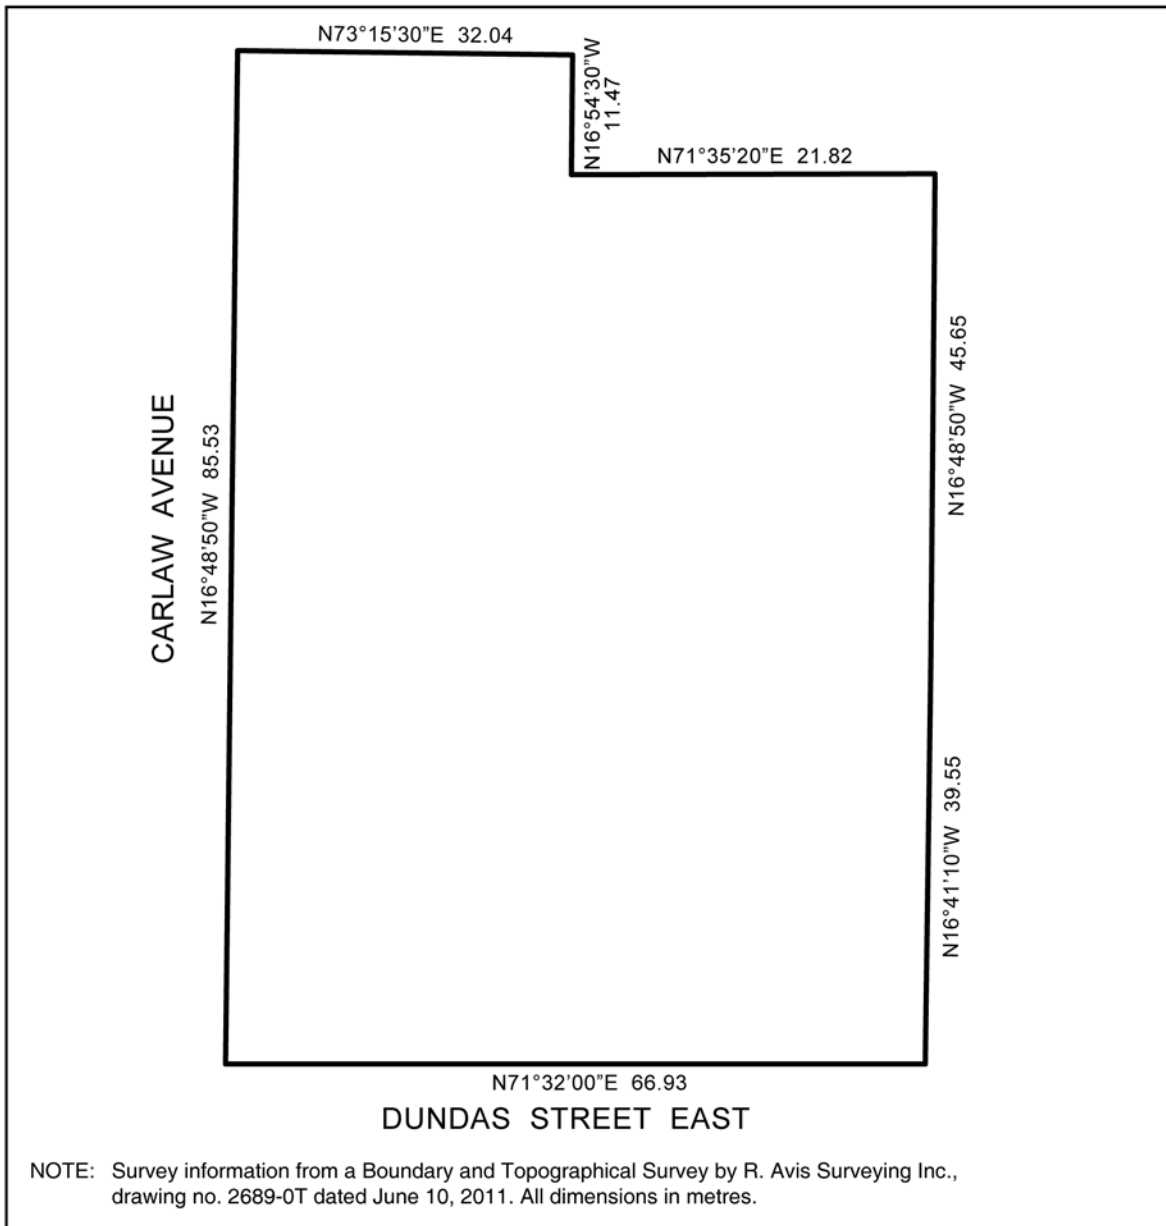 N73°15’30”E 32.04
N16°54’30”W
11.47
N71°35’20”E 21.82
N16°48’50”W 45.65
CARLAW AVENUE
N16°48’50”W 85.53
N16°41’10”W 39.55
N71°32’00”E 66.93
DUNDAS STREET EAST
NOTE: Survey information from a Boundary and Topographical Survey by R. Avis Surveying Inc.,
drawing no. 2689-0T dated June 10, 2011. All dimensions in metres.